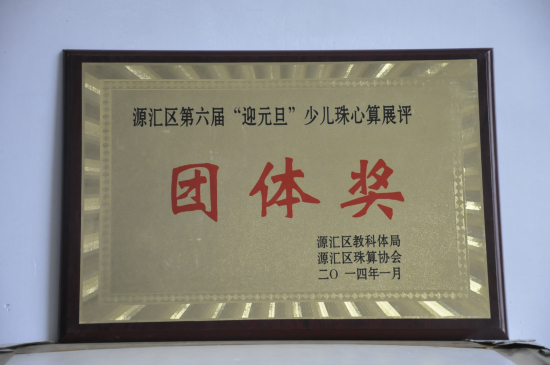 源汇区第六届“迎元旦”少儿珠心算展评
团体奖
源汇区教科体局
源汇区珠算协会
二〇一四年一月